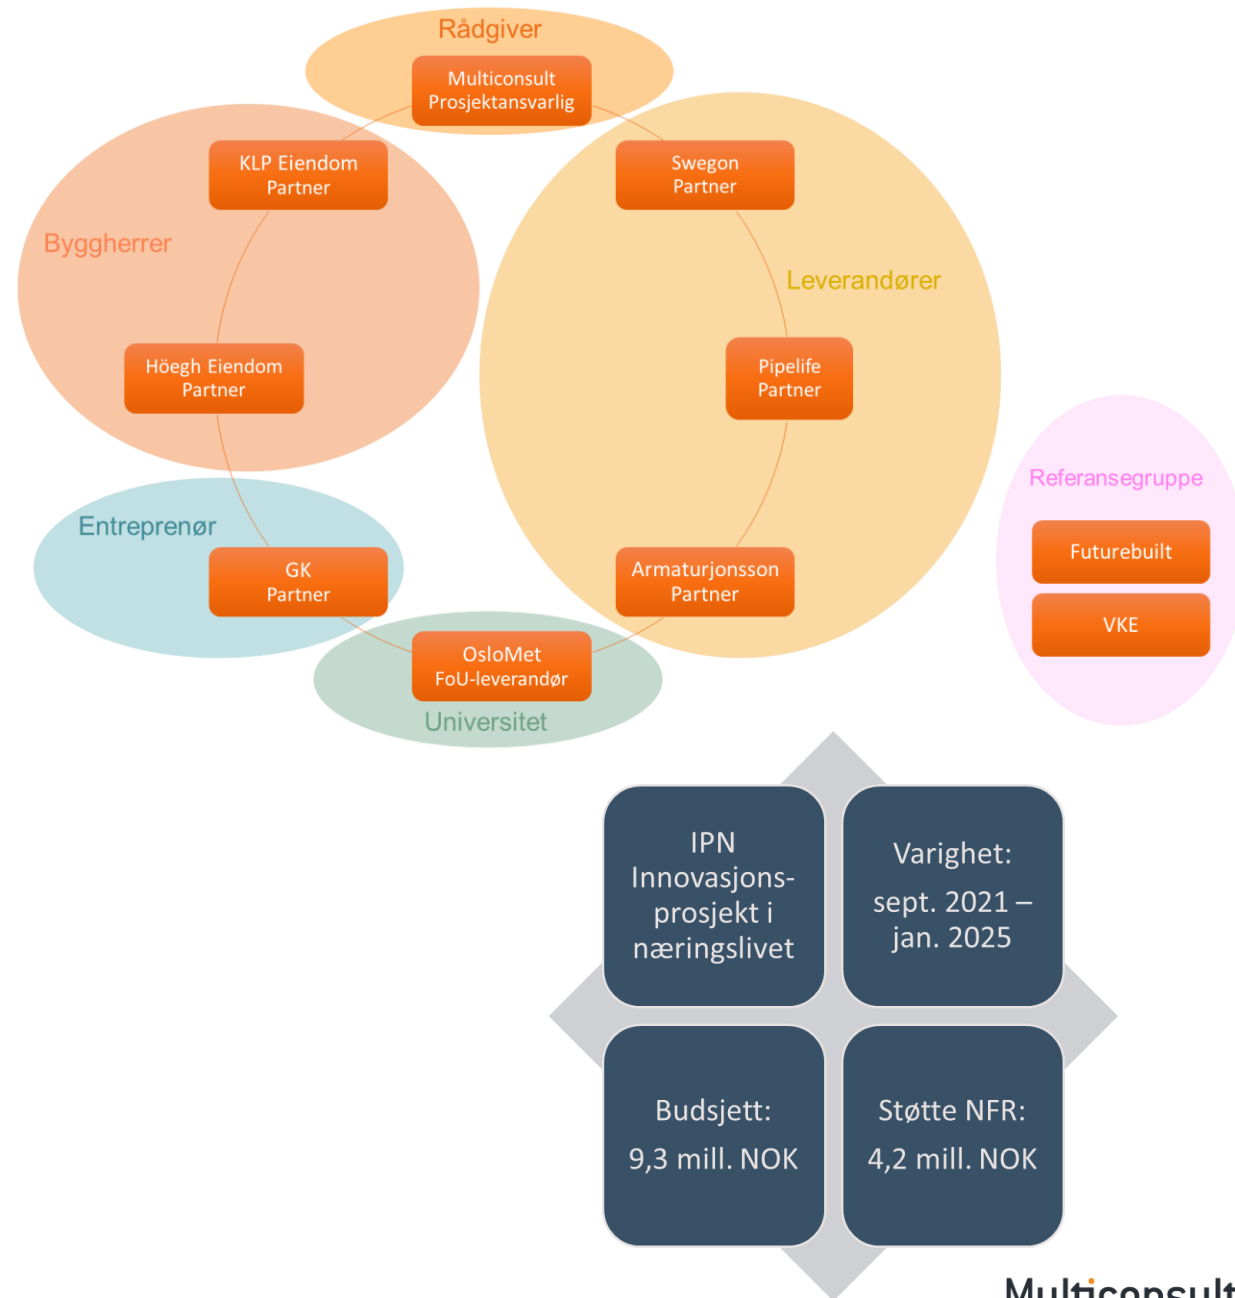 Rådgiver
Multiconsult
Prosjektansvarlig
KLP Eiendom
Partner
Swegon
Partner
Byggherrer
Leverandører
Höegh Eiendom
Partner
Pipelife
Partner
Referansegruppe
Entreprenør
Futurebuilt
GK
Partner
Armaturjonsson
Partner
VKE
OsloMet
FoU-leverandør
Universitet
IPN
Innovasjons-
prosjekt i
næringslivet
Varighet:
sept. 2021 –
jan. 2025
Budsjett:
9,3 mill. NOK
Støtte NFR:
4,2 mill. NOK
Multiconsult